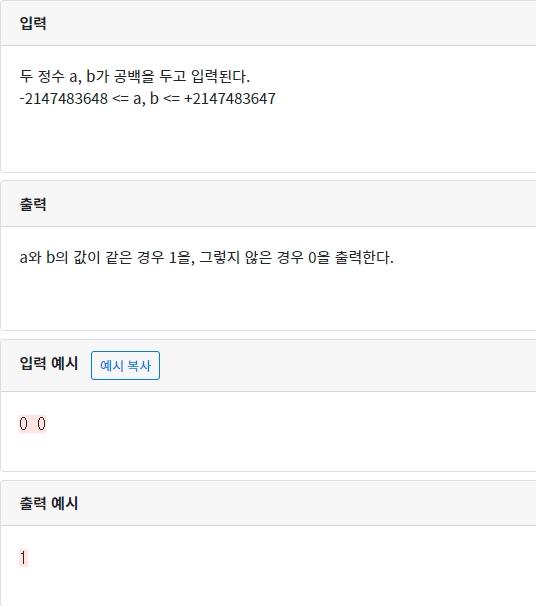 입력
두 정수 a, b가 공백을 두고 입력된다.
-2147483648 <= a, b <= +2147483647
출력
a와 b의 값이 같은 경우 1을, 그렇지 않은 경우 0을 출력한다.
입력 예시 예시 복사
0 0
출력 예시
1